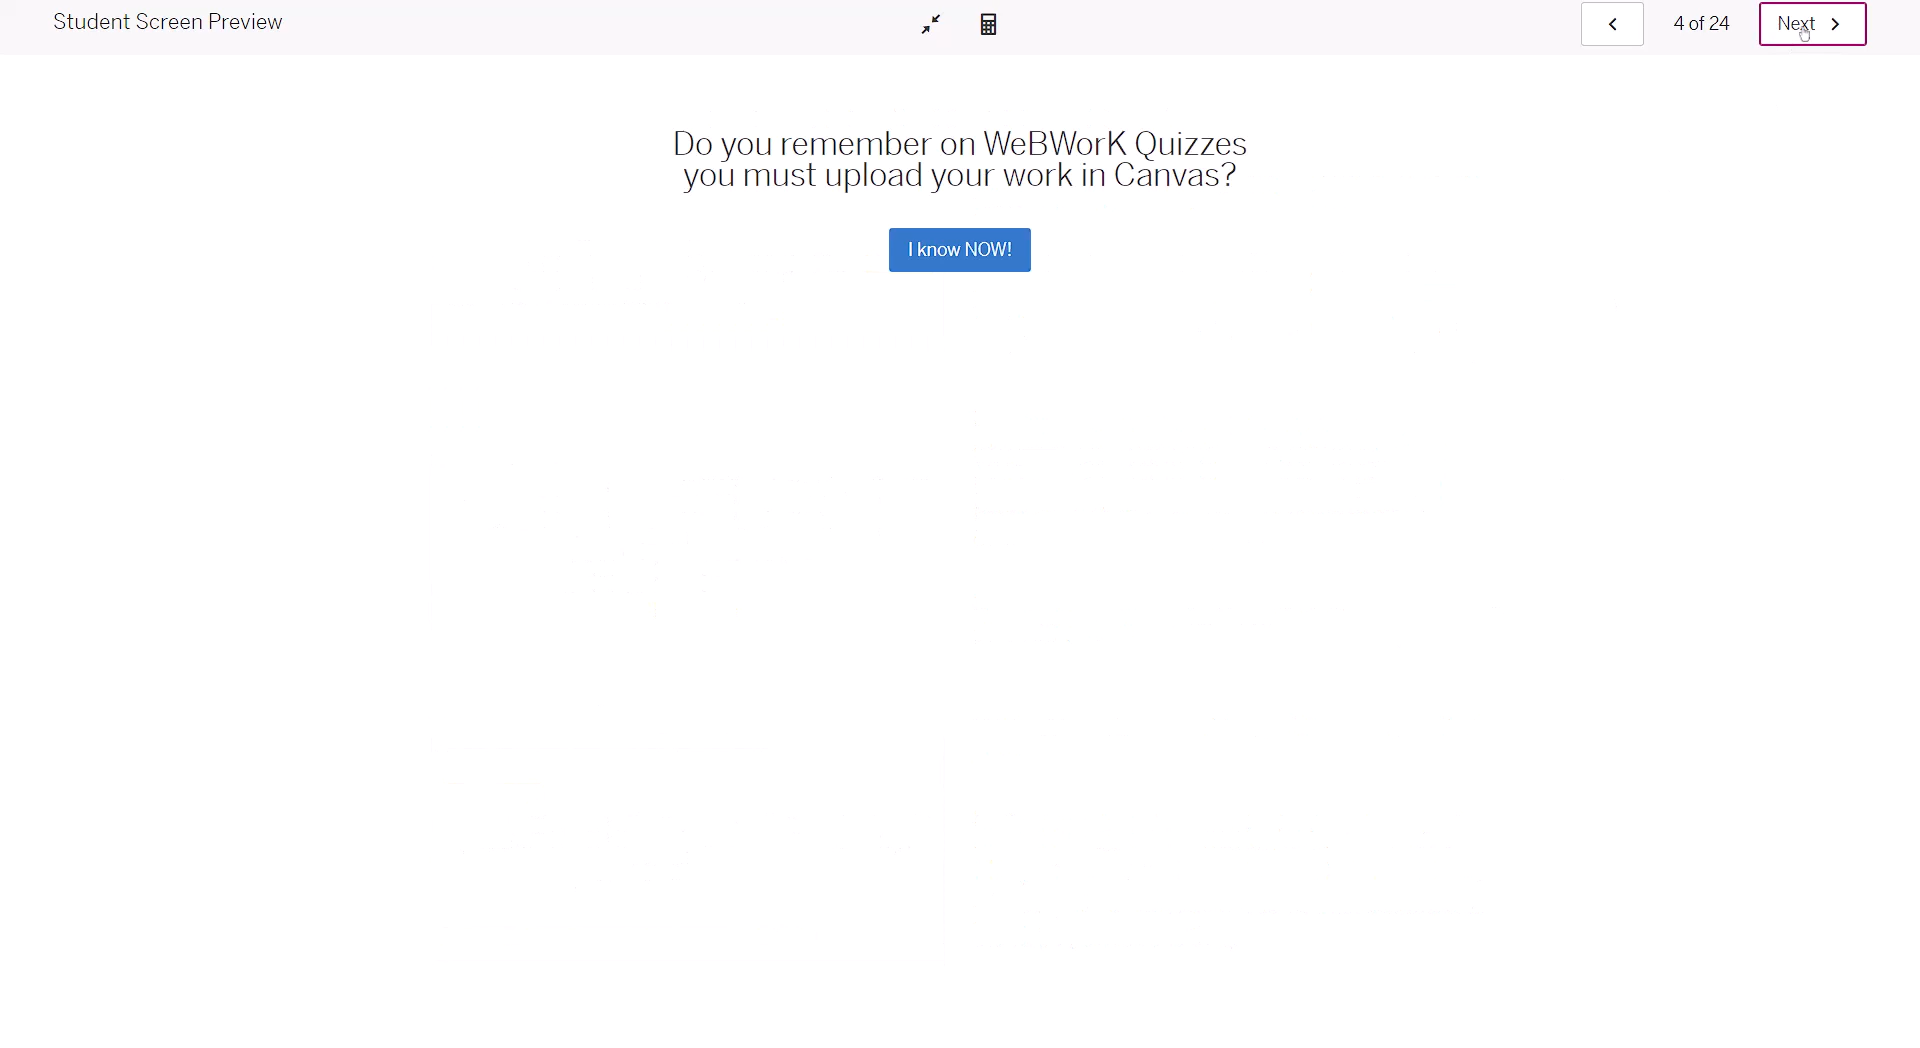 Student Screen Preview
4 of 24
Next
Do you remember on WeBWorK Quizzes
you must upload your work in Canvas?
I know NOW!